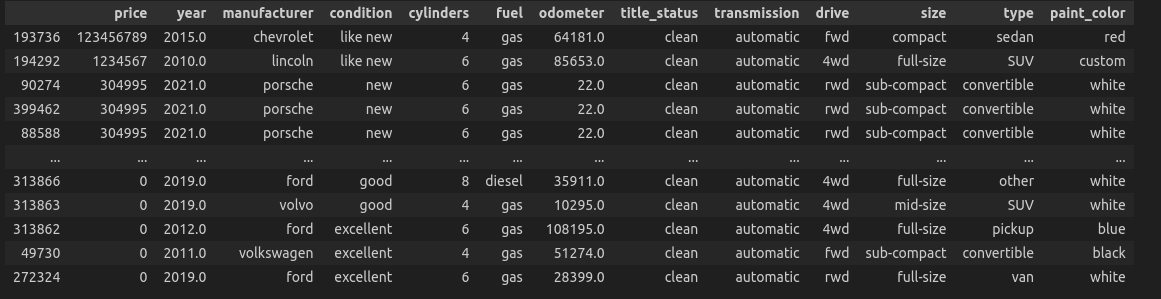 price year manufacturer condition cylinders fuel odometer title_status transmission drive size type paint_color
193736 123456789 2015.0 chevrolet like new 4 gas 64181.0 clean automatic fwd compact sedan red
194292 1234567 2010.0 lincoln like new 6 gas 85653.0 clean automatic 4wd full-size SUV custom
90274 304995 2021.0 porsche new 6 gas 22.0 clean automatic rwd sub-compact convertible white
399462 304995 2021.0 porsche new 6 gas 22.0 clean automatic rwd sub-compact convertible white
88588 304995 2021.0 porsche new 6 gas 22.0 clean automatic rwd sub-compact convertible white
... ... ... ... ... ... ... ... ... ... ... ... ... ...
313866 0 2019.0 ford good 8 diesel 35911.0 clean automatic 4wd full-size other white
313863 0 2019.0 volvo good 4 gas 10295.0 clean automatic 4wd mid-size SUV white
313862 0 2012.0 ford excellent 6 gas 108195.0 clean automatic 4wd full-size pickup blue
49730 0 2011.0 volkswagen excellent 4 gas 51274.0 clean automatic fwd sub-compact convertible black
272324 0 2019.0 ford excellent 6 gas 28399.0 clean automatic rwd full-size van white